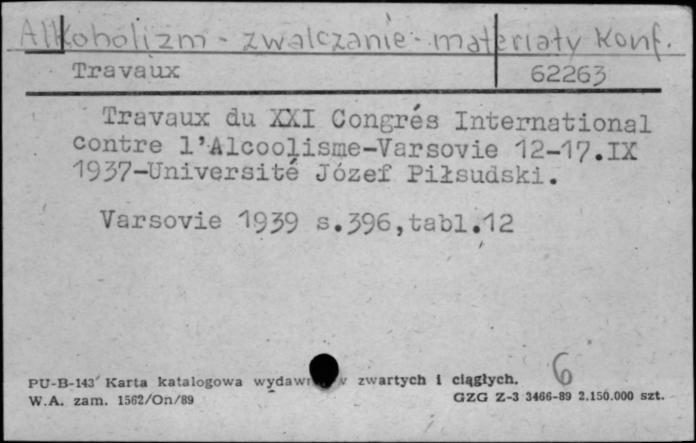 Alkoholizm - zwalczanie - materiały Konf.
Travaux 62263
Travaux du XXI Congrés International
contre l'Alcoolisme-Varsovie 12-17.IX
1937-Université Józef Piłsudski.
Varsovie 1939 s.396,tabl.12
6
PU-B-143 Karta katalogowa zwartych i ciągłych.
W.A. zam. 1562/On/89 GZG Z-3 3466-89 2.150.000 szt.